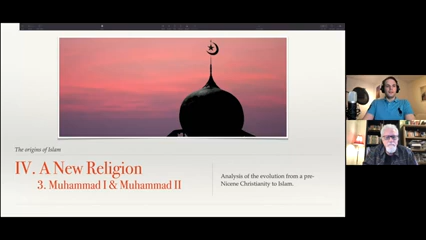 The origins of Islam
IV. A New Religion
3. Muhammad I & Muhammad II
Analysis of the evolution from a pre-
Nicene Christianity to Islam.